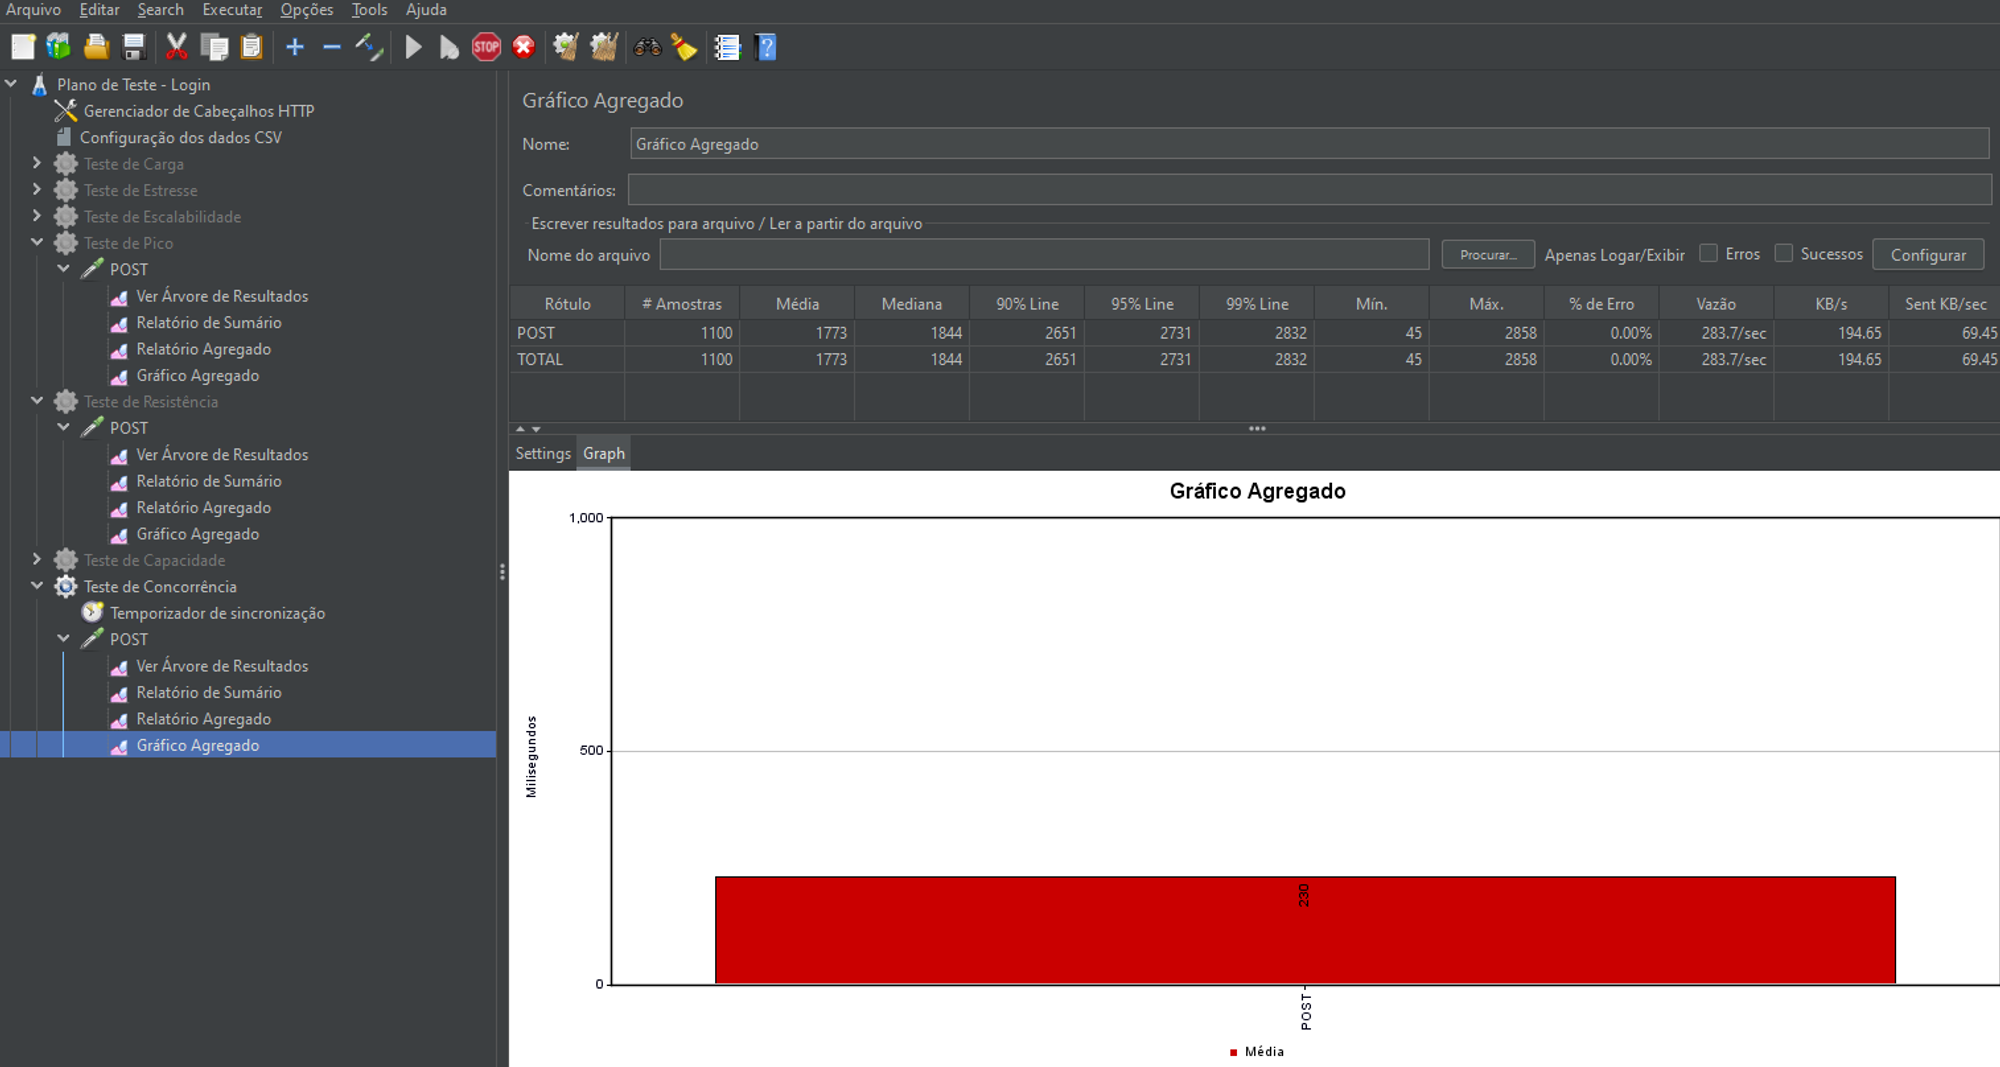 Arquivo Editar Search Executar Opções Tools Ajuda
STOP
?
Plano de Teste - Login
Gerenciador de Cabeçalhos HTTP
Configuração dos dados CSV
Teste de Carga
Teste de Estresse
Teste de Escalabilidade
Teste de Pico
POST
Ver Árvore de Resultados
Relatório de Sumário
Relatório Agregado
Gráfico Agregado
Teste de Resistência
POST
Ver Árvore de Resultados
Relatório de Sumário
Relatório Agregado
Gráfico Agregado
Teste de Capacidade
Teste de Concorrência
Temporizador de sincronização
POST
Ver Árvore de Resultados
Relatório de Sumário
Relatório Agregado
Gráfico Agregado
Gráfico Agregado
Nome: Gráfico Agregado
Comentários:
Escrever resultados para arquivo / Ler a partir do arquivo
Nome do arquivo Procurar... Apenas Logar/Exibir Erros Sucessos Configurar
Rótulo # Amostras Média Mediana 90% Line 95% Line 99% Line Mín. Máx. % de Erro Vazão KB/s Sent KB/sec
POST 1100 1773 1844 2651 2731 2832 45 2858 0.00% 283.7/sec 194.65 69.45
TOTAL 1100 1773 1844 2651 2731 2832 45 2858 0.00% 283.7/sec 194.65 69.45
Settings Graph
Gráfico Agregado
1,000
500
0
Milisegundos
230
POST
Média